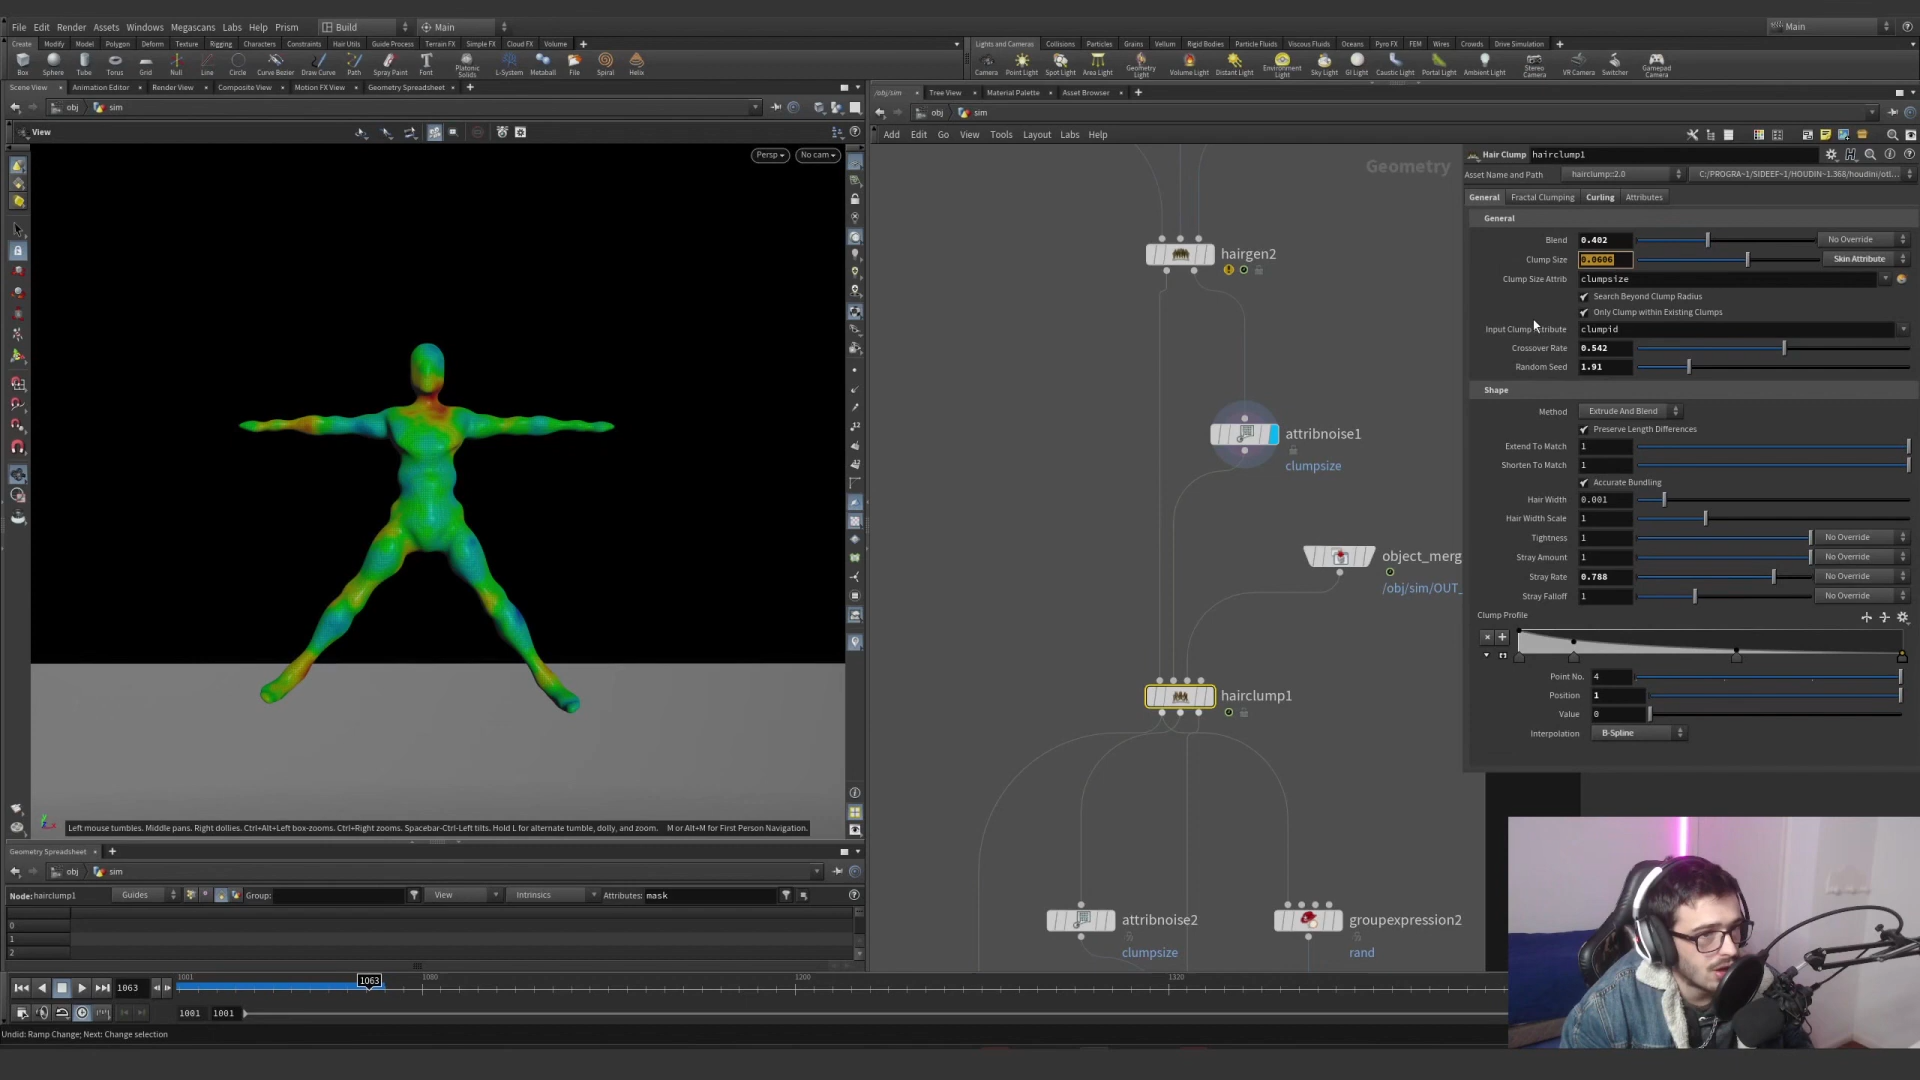 File Edit Render Assets Windows Megascans Labs Help Prism Build Main Main
Create Modify Model Polygon Deform Texture Rigging Characters Constraints Hair Utils Guide Process Terrain FX Simple FX Cloud FX Volume
Lights and Cameras Collisions Particles Grains Vellum Rigid Bodies Particle Fluids Viscous Fluids Oceans Pyro FX FEM Wires Crowds Drive Simulation
Box Sphere Tube Torus Grid Null Line Circle Curve Bezier Draw Curve Path Spray Paint Font Platonic Solids L-System Metaball File Spiral Helix
Camera Point Light Spot Light Area Light Geometry Light Volume Light Distant Light Environment Light Sky Light GI Light Caustic Light Portal Light Ambient Light Stereo Camera VR Camera Switcher Gamepad Camera
Scene View Animation Editor Render View Composite View Motion FX View Geometry Spreadsheet
/obj/sim Tree View Material Palette Asset Browser
obj sim
obj sim
View
Add Edit Go View Tools Layout Labs Help
Persp No cam
Geometry
Hair Clump hairclump1
Asset Name and Path hairclump::2.0 C:/PROGRA~1/SIDEEF~1/HOUDIN~1.368/houdini/otl...
General Fractal Clumping Curling Attributes
General
Blend 0.402 No Override
Clump Size 0.0606 Skin Attribute
Clump Size Attrib clumpsize
Search Beyond Clump Radius
Only Clump within Existing Clumps
Input Clump Attribute clumpid
Crossover Rate 0.542
Random Seed 1.91
Shape
Method Extrude And Blend
Preserve Length Differences
Extend To Match 1
Shorten To Match 1
Accurate Bundling
Hair Width 0.001
Hair Width Scale 1
Tightness 1 No Override
Stray Amount 1 No Override
Stray Rate 0.788 No Override
Stray Falloff 1 No Override
Clump Profile
Point No. 4
Position 1
Value 0
Interpolation B-Spline
hairgen2
attribnoise1
clumpsize
object_merg
/obj/sim/OUT_
hairclump1
attribnoise2
clumpsize
groupexpression2
rand
Left mouse tumbles. Middle pans. Right dollies. Ctrl+Alt+Left box-zooms. Ctrl+Right zooms. Spacebar-Ctrl-Left tilts. Hold L for alternate tumble, dolly, and zoom. M or Alt+M for First Person Navigation.
Geometry Spreadsheet
obj sim
Node: hairclump1 Guides Group: View Intrinsics Attributes: mask
0
1
2
1063 1001 1063 1080 1200 1320
1001 1001
Undid: Ramp Change; Next: Change selection